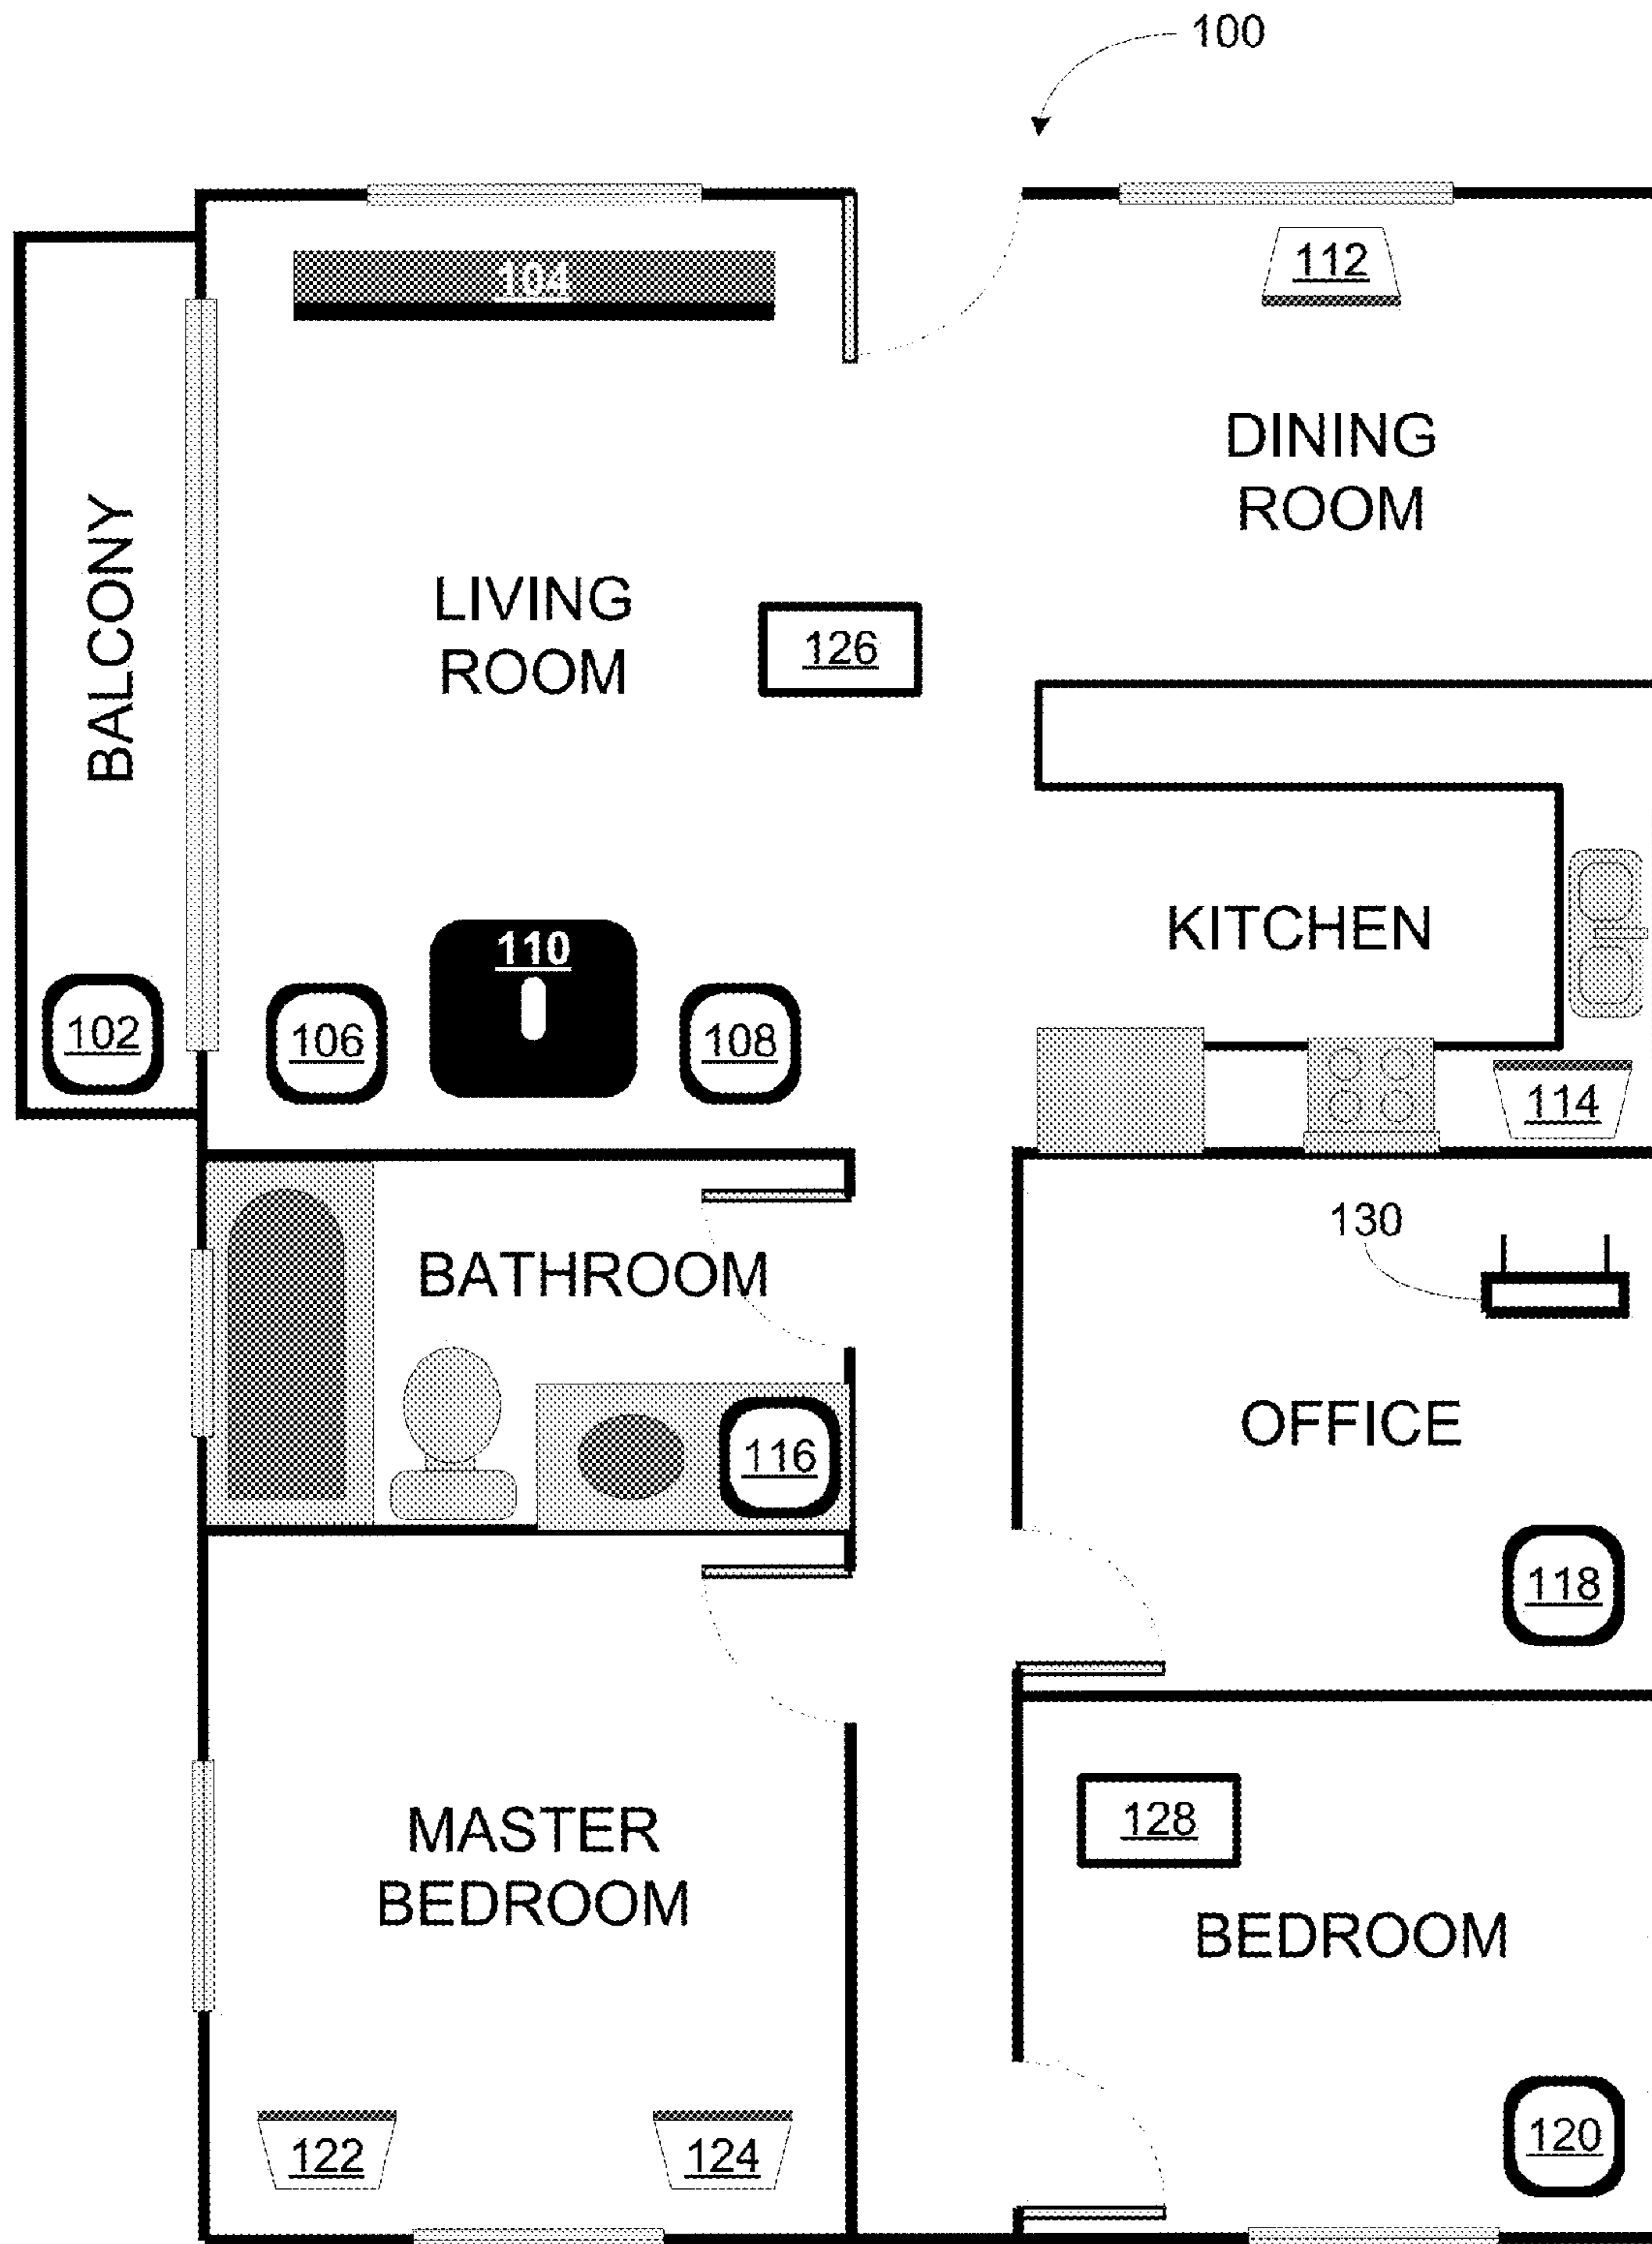 100
104
112
DINING
ROOM
BALCONY
LIVING
ROOM
126
KITCHEN
110
102
106
108
114
130
BATHROOM
OFFICE
116
118
MASTER
BEDROOM
128
BEDROOM
122
124
120